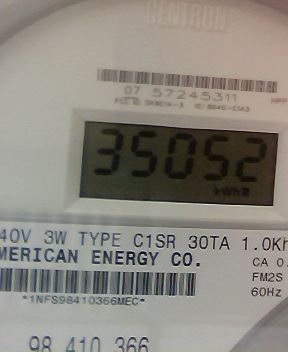 CENTRON®
07 57245311
35052
kWh
40V 3W TYPE C1SR 30TA 1.0Kh
MERICAN ENERGY CO.
CA 0.
FM2S
*1NFS98410366MEC*
60Hz
98 410 366